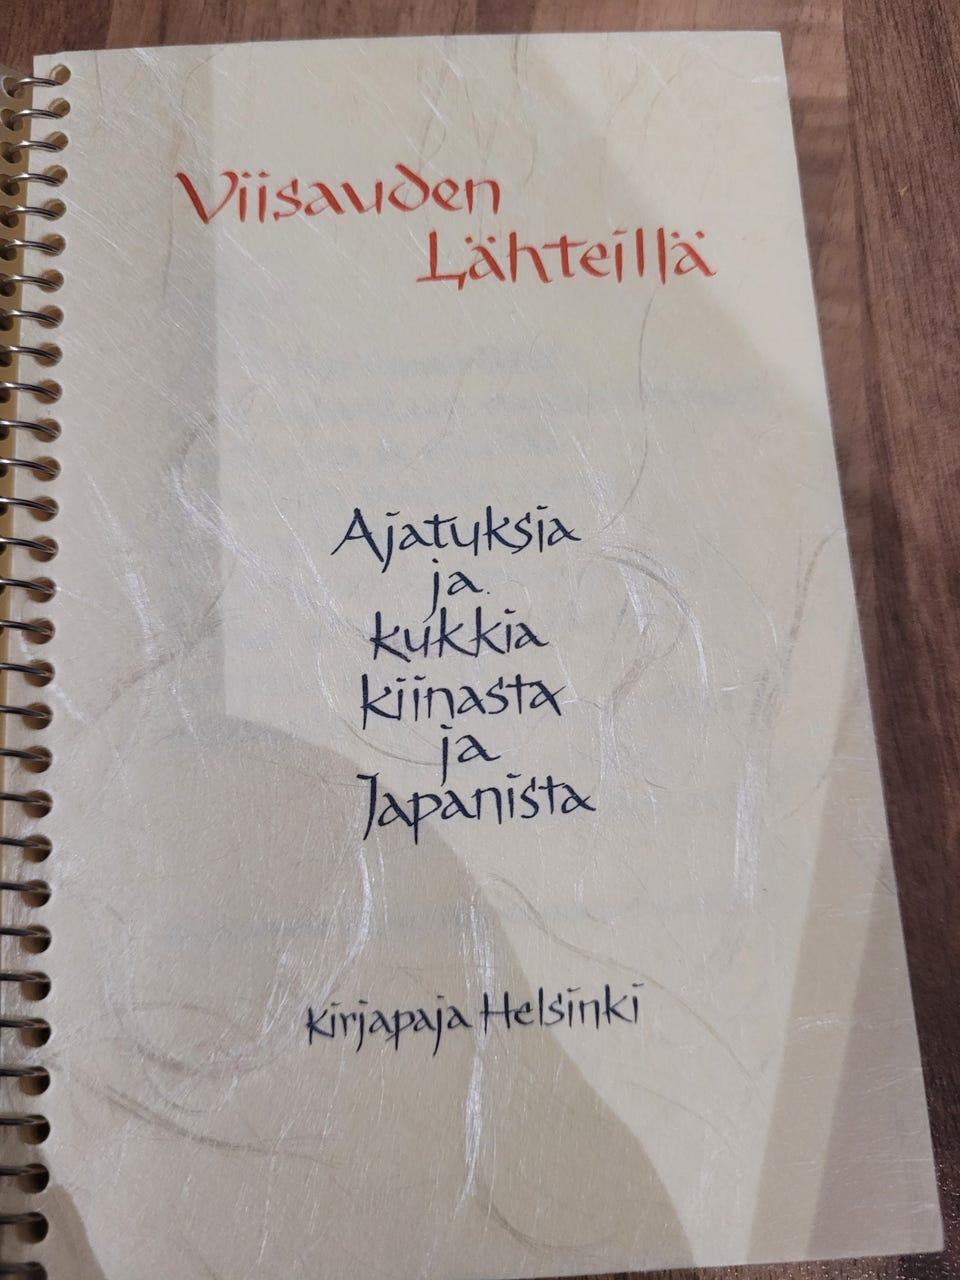 Viisauden
Lähteillä
Ajatuksia
ja
kukkia
kiinasta
ja
Japanista
Kirjapaja Helsinki